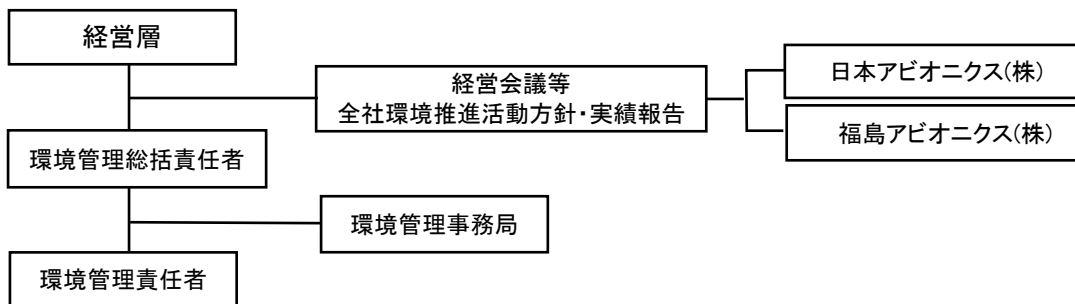 経営層
経営会議等
全社環境推進活動方針・実績報告
日本アビオニクス(株)
福島アビオニクス(株)
環境管理総括責任者
環境管理事務局
環境管理責任者